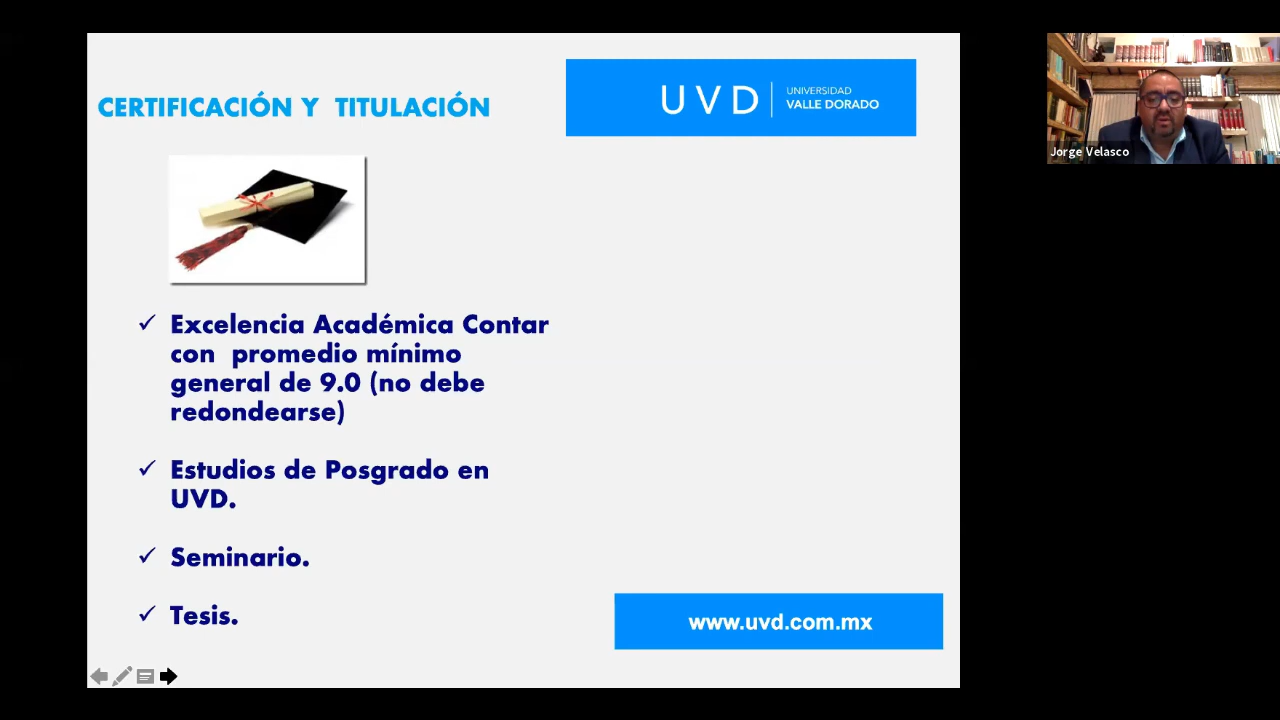 CERTIFICACIÓN Y TITULACIÓN
UVD
UNIVERSIDAD
VALLE DORADO
Jorge Velasco
✓ Excelencia Académica Contar
con promedio mínimo
general de 9.0 (no debe
redondearse)
✓ Estudios de Posgrado en
UVD.
✓ Seminario.
✓ Tesis.
www.uvd.com.mx